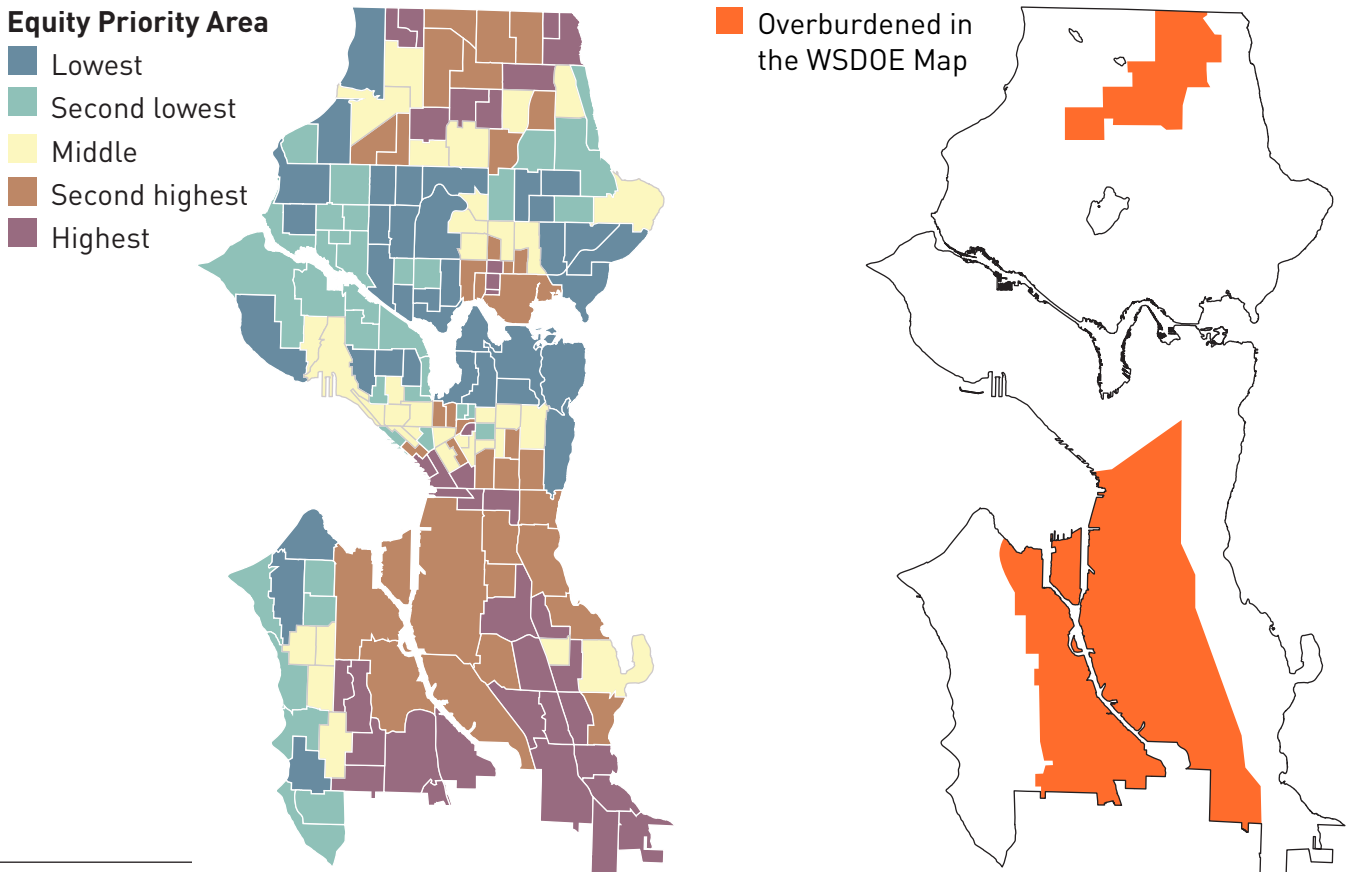 Equity Priority Area
Lowest
Second lowest
Middle
Second highest
Highest
Overburdened in
the WSDOE Map